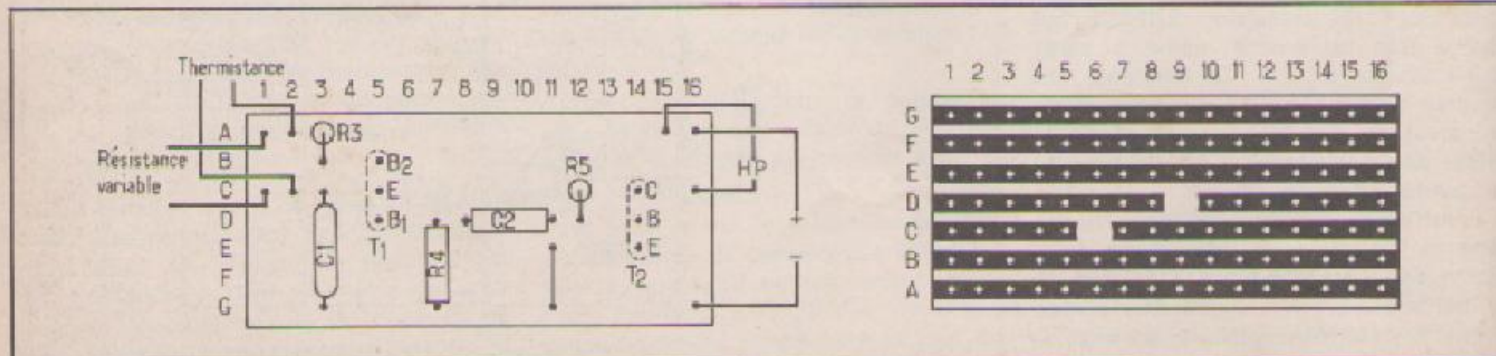 Thermistance
1 2 3 4 5 6 7 8 9 10 11 12 13 14 15 16
A R3
Résistance B B2 R5 HP
variable C E C
D B1 C2 B +
E T1 E -
F C1 R4 T2
G
1 2 3 4 5 6 7 8 9 10 11 12 13 14 15 16
G
F
E
D
C
B
A